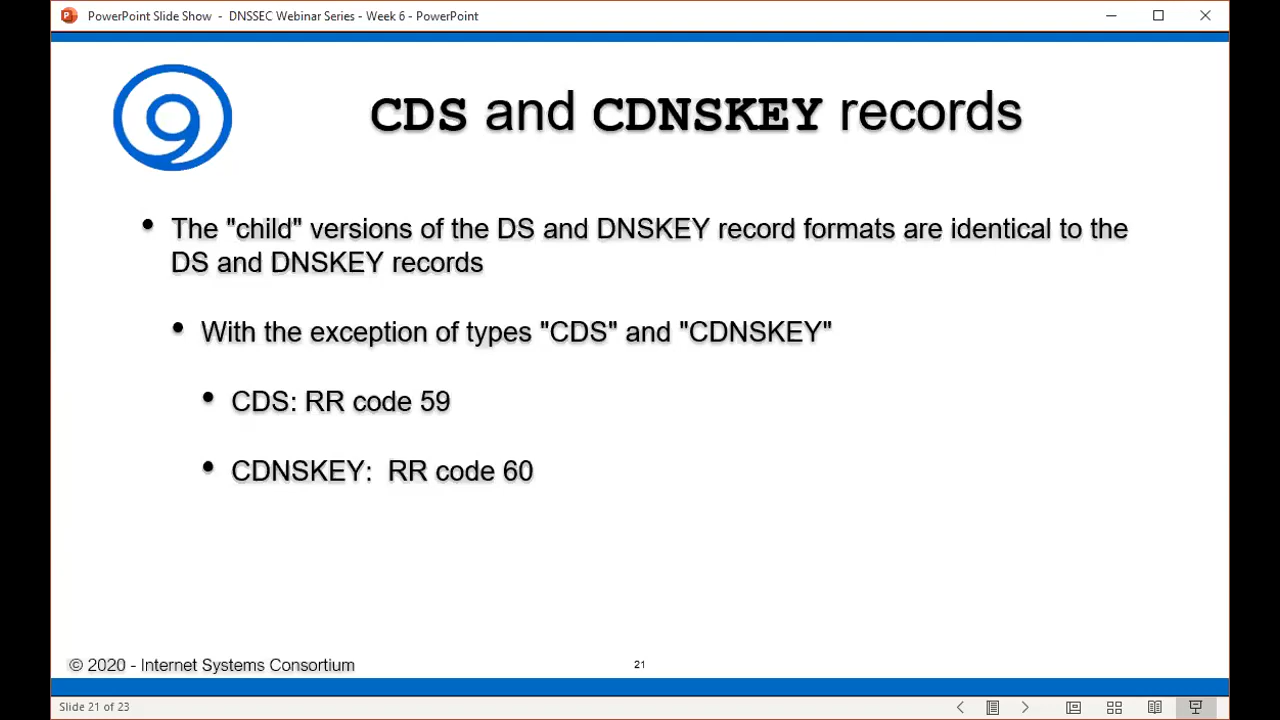 PowerPoint Slide Show - DNSSEC Webinar Series - Week 6 - PowerPoint
CDS and CDNSKEY records
• The "child" versions of the DS and DNSKEY record formats are identical to the
DS and DNSKEY records
• With the exception of types "CDS" and "CDNSKEY"
• CDS: RR code 59
• CDNSKEY: RR code 60
© 2020 - Internet Systems Consortium
21
Slide 21 of 23